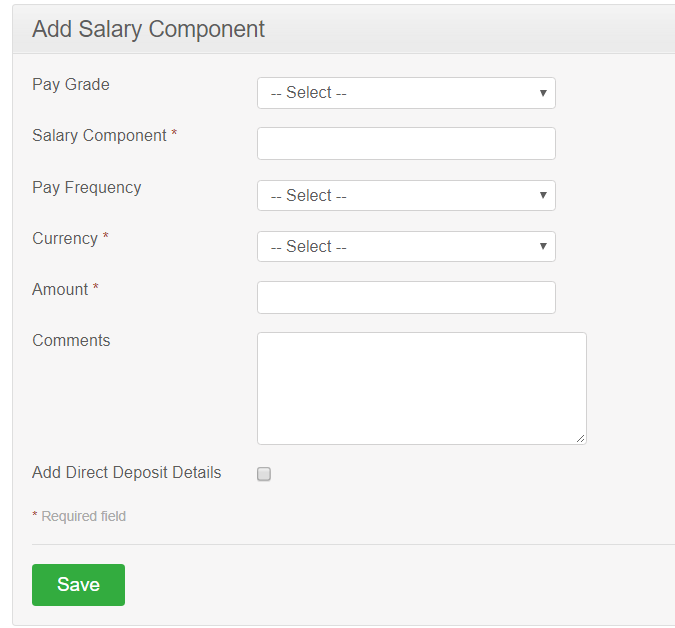 Add Salary Component
Pay Grade
-- Select --
Salary Component *
Pay Frequency
-- Select --
Currency *
-- Select --
Amount *
Comments
Add Direct Deposit Details
* Required field
Save